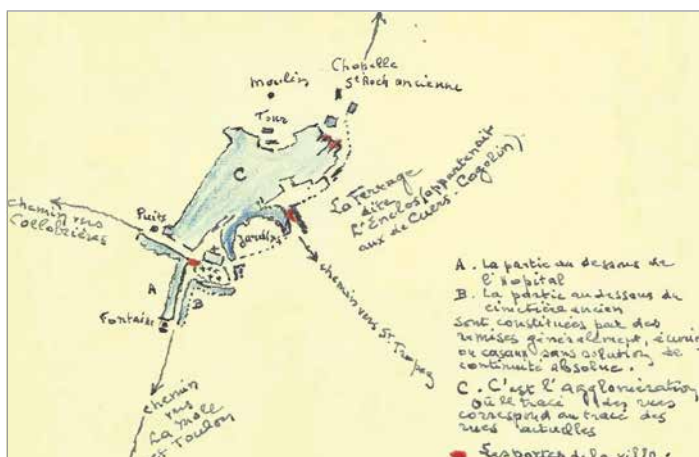 Moulin
Chapelle
St Roch ancienne
Tour
C
La Ferrage
dite
L'Enclos (appartenait
aux de Cuers-Cogolin)
chemin vers
Collobrières
Puits
Jardins
A
B
Fontaine
chemin vers St. Tropez
chemin
vers
La Molle
et Toulon
A. La partie au dessous de
l'hopital
B. La partie au dessous du
cimetière ancien
sont constituées par des
remises généralement, écurie
ou casaux sans solution de
continuité absolue.
C. C'est l'agglomération
où le tracé des rues
correspond au tracé des
rues actuelles
Les portes de la ville.